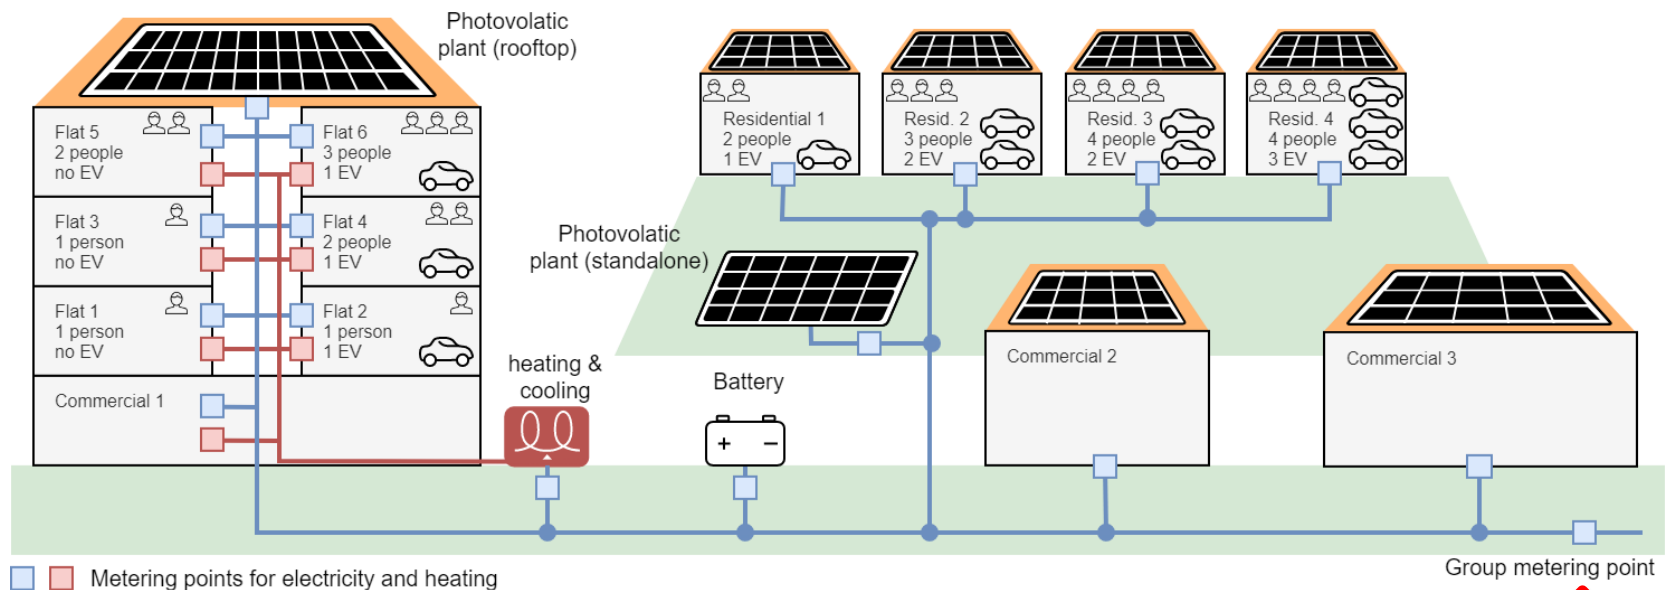 Photovolatic
plant (rooftop)
Flat 5
2 people
no EV
Flat 6
3 people
1 EV
Flat 3
1 person
no EV
Flat 4
2 people
1 EV
Flat 1
1 person
no EV
Flat 2
1 person
1 EV
Commercial 1
heating &
cooling
Battery
+ −
Photovolatic
plant (standalone)
Residential 1
2 people
1 EV
Resid. 2
3 people
2 EV
Resid. 3
4 people
2 EV
Resid. 4
4 people
3 EV
Commercial 2
Commercial 3
Group metering point
Metering points for electricity and heating